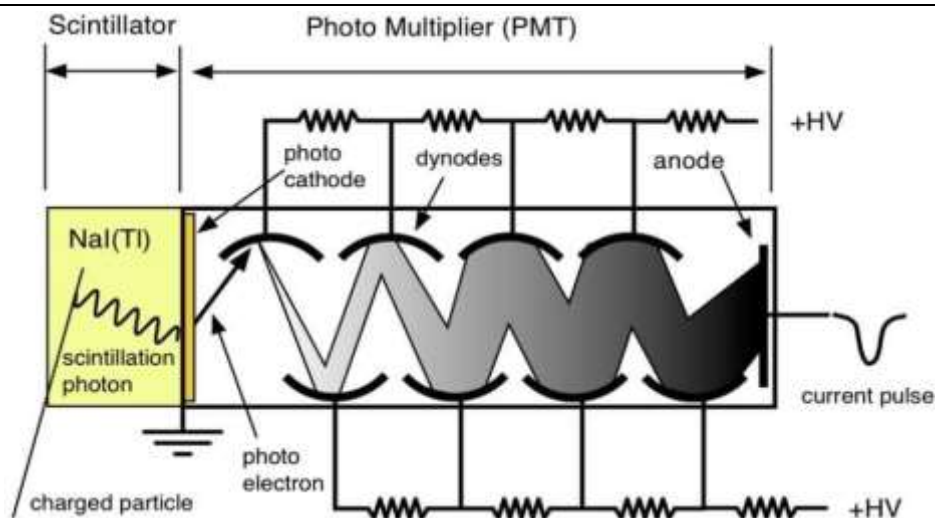 Scintillator
Photo Multiplier (PMT)
+HV
photo
cathode
dynodes
anode
NaI(Tl)
scintillation
photon
current pulse
photo
electron
charged particle
+HV